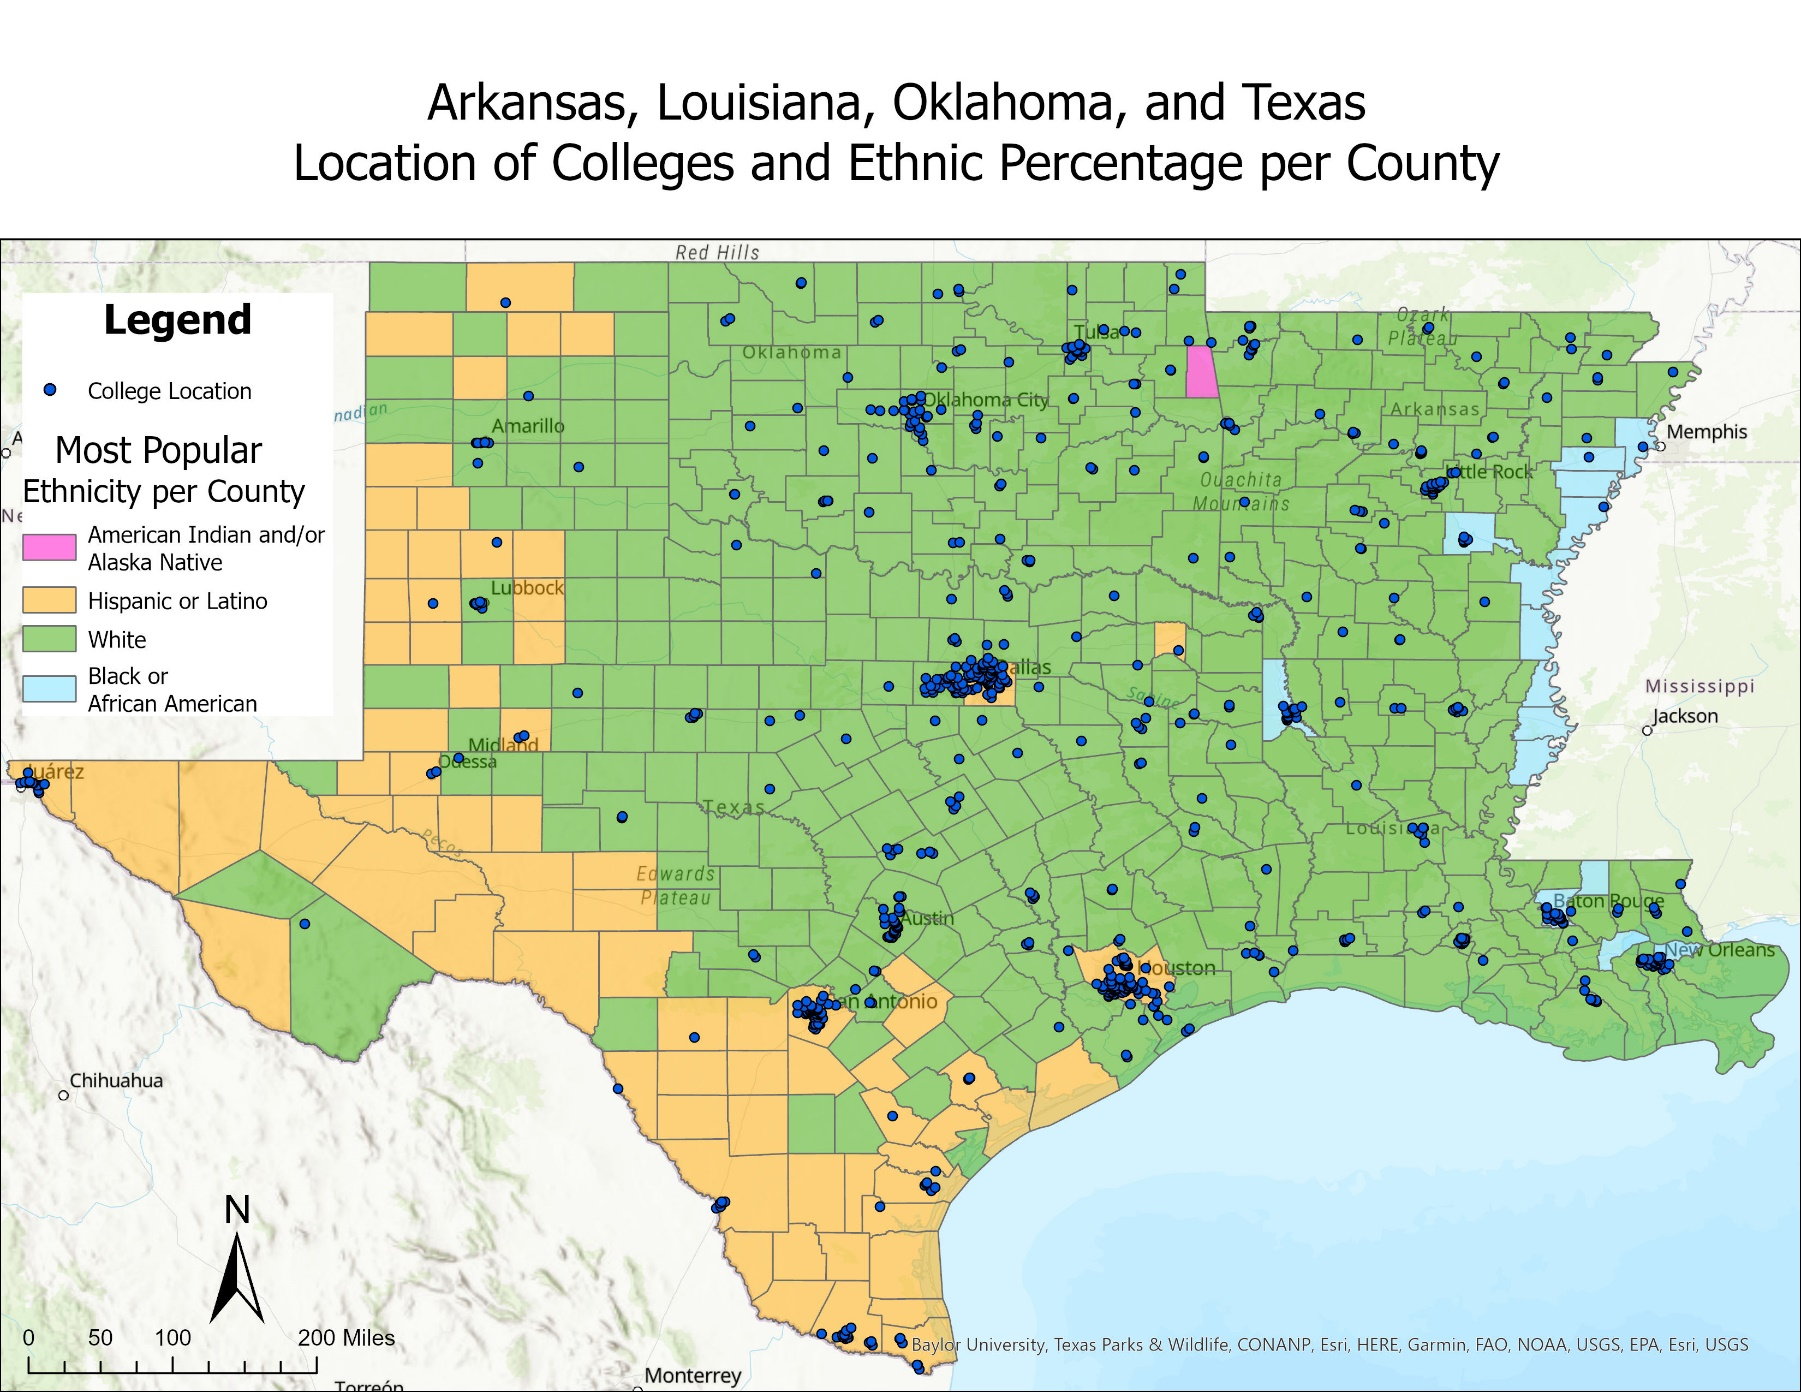 Arkansas, Louisiana, Oklahoma, and Texas
Location of Colleges and Ethnic Percentage per County
Red Hills
Legend
College Location
Most Popular
Ethnicity per County
American Indian and/or
Alaska Native
Hispanic or Latino
White
Black or
African American
nadian
A
Ne
Ozark
Plateau
Tulsa
Oklahoma
Oklahoma City
Arkansas
Amarillo
Memphis
Little Rock
Ouachita
Mountains
Lubbock
Dallas
Sabine
Mississippi
Jackson
Midland
Odessa
Juárez
Texas
Louisiana
Pecos
Edwards
Plateau
Baton Rouge
Austin
New Orleans
Houston
San Antonio
Chihuahua
N
0 50 100 200 Miles
Baylor University, Texas Parks & Wildlife, CONANP, Esri, HERE, Garmin, FAO, NOAA, USGS, EPA, Esri, USGS
Monterrey
Torreón